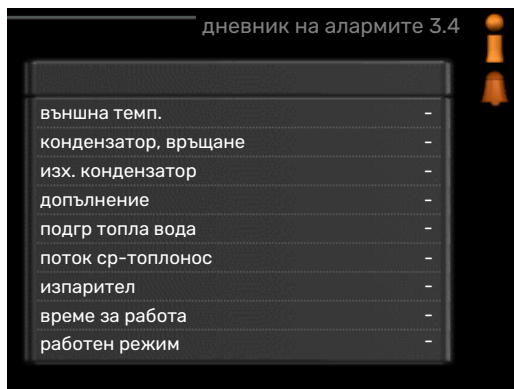 дневник на алармите 3.4
външна темп. -
кондензатор, връщане -
изх. кондензатор -
допълнение -
подгр топла вода -
поток ср-топлонос -
изпарител -
време за работа -
работен режим -